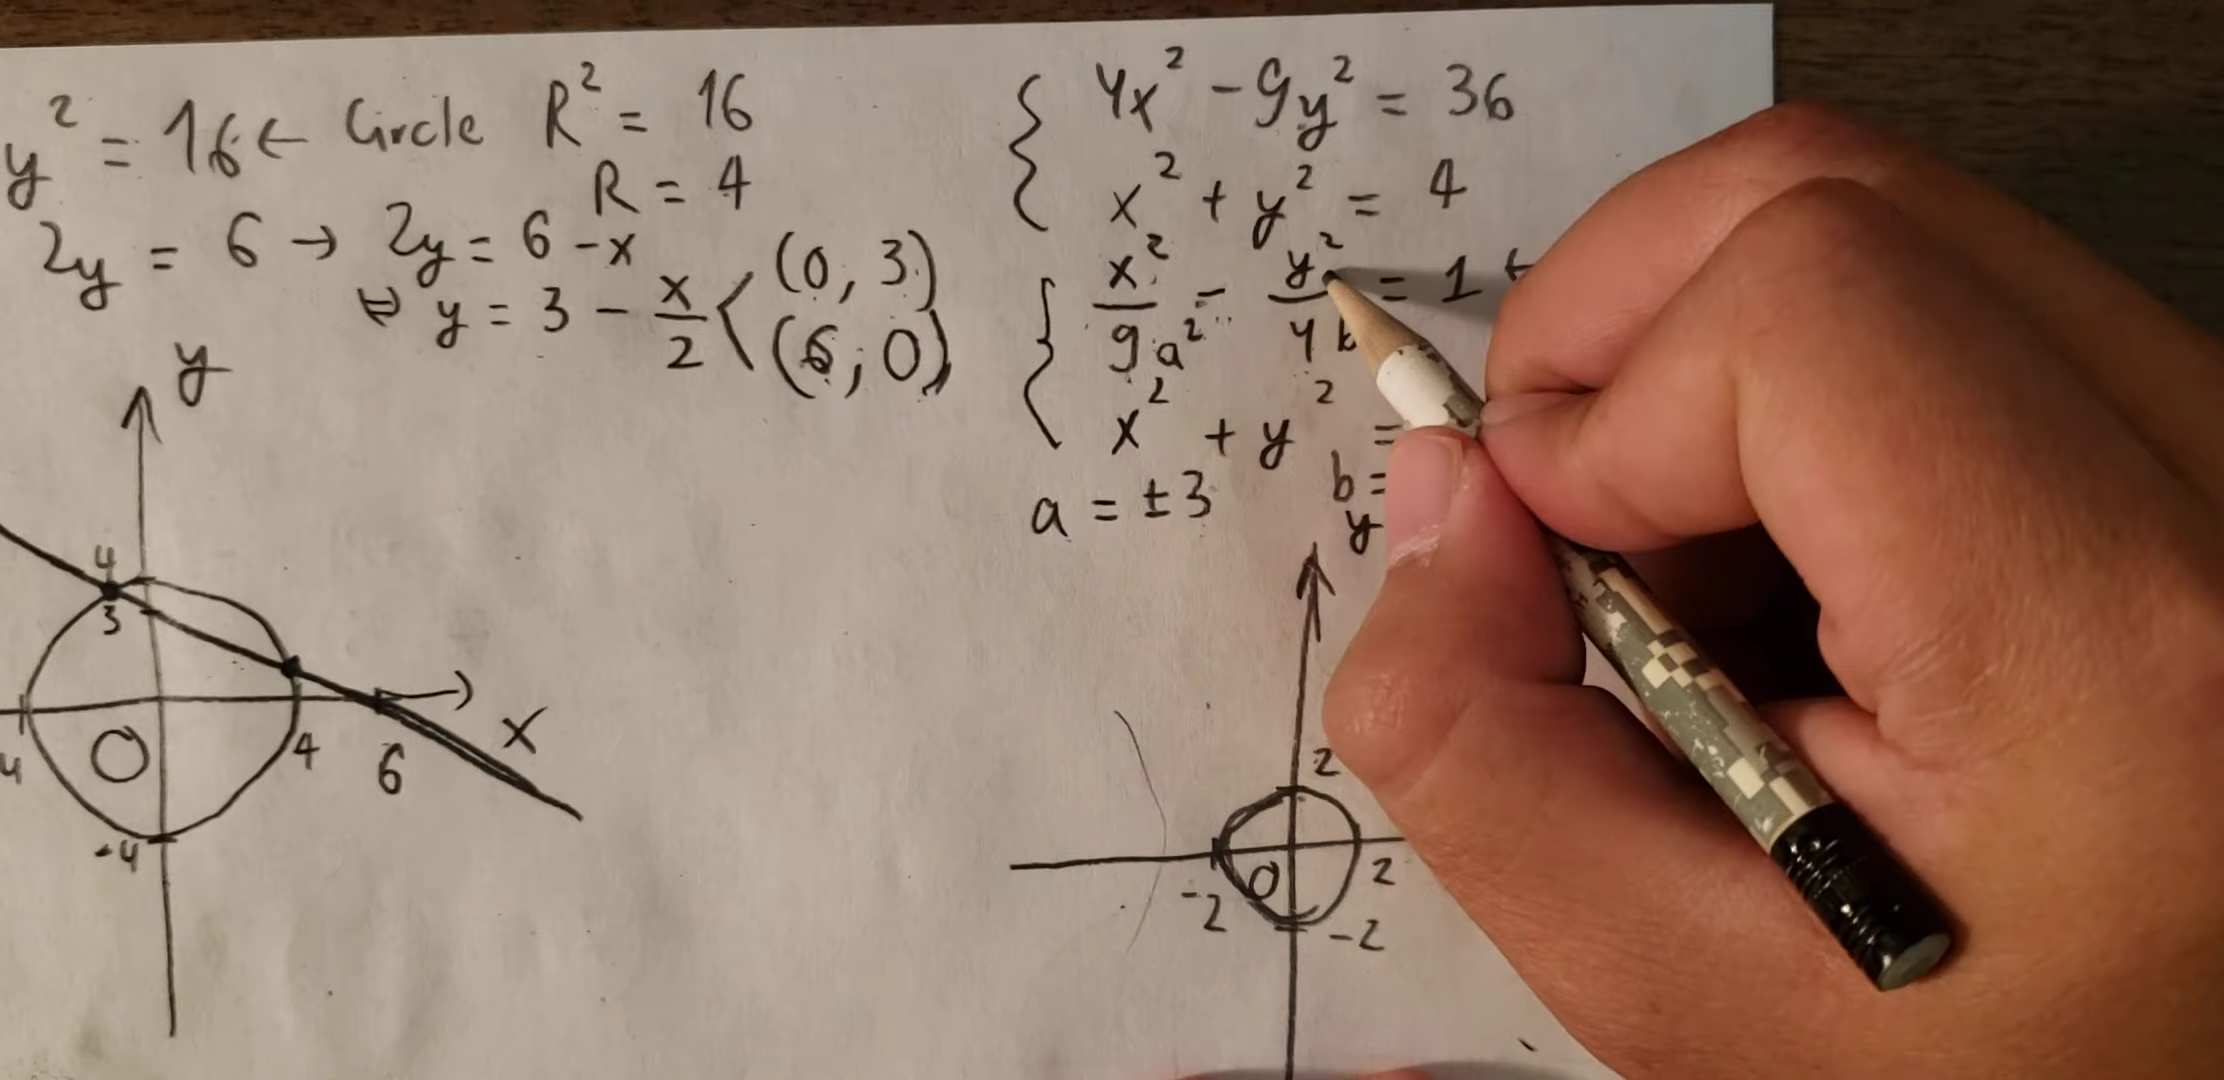 y² = 16 ← Circle R² = 16
R = 4
2y = 6 → 2y = 6 - x
⇔ y = 3 - x/2 < (0, 3)
(6, 0)
y
4
3
4
O
4
6
x
-4
{ 4x² - 9y² = 36
x² + y² = 4
{ x²/9 a² - y²/4 b = 1 ←
x² + y² =
a = ±3 b =
y
2
-2
O
2
-2